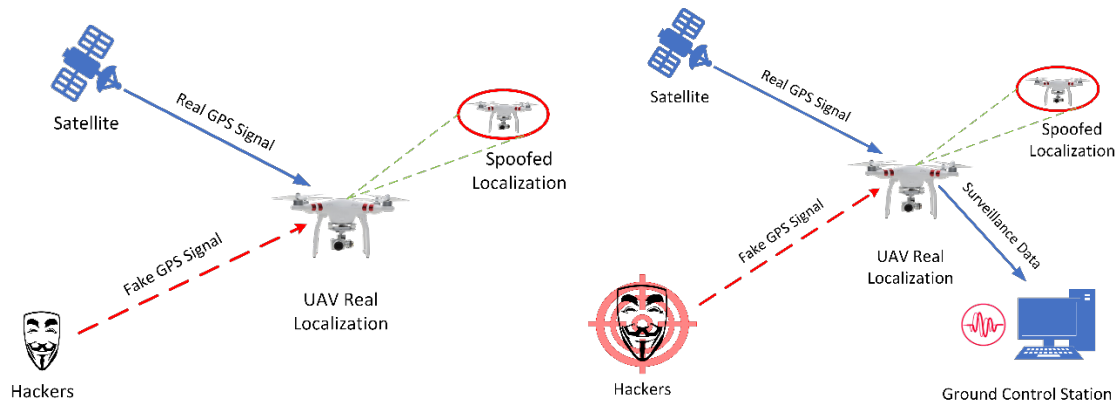 Satellite
Real GPS Signal
Spoofed
Localization
Fake GPS Signal
UAV Real
Localization
Hackers
Satellite
Real GPS Signal
Spoofed
Localization
Fake GPS Signal
Surveillance Data
UAV Real
Localization
Hackers
Ground Control Station